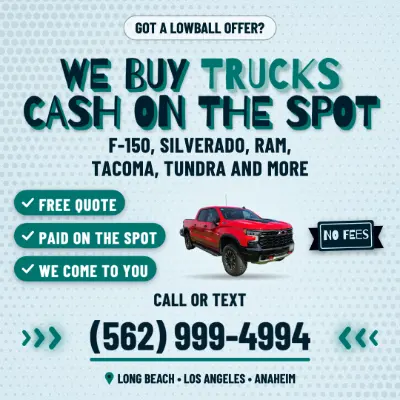 GOT A LOWBALL OFFER?
WE BUY TRUCKS
CASH ON THE SPOT
F-150, SILVERADO, RAM,
TACOMA, TUNDRA AND MORE
FREE QUOTE
PAID ON THE SPOT
WE COME TO YOU
NO FEES
CALL OR TEXT
(562) 999-4994
LONG BEACH • LOS ANGELES • ANAHEIM